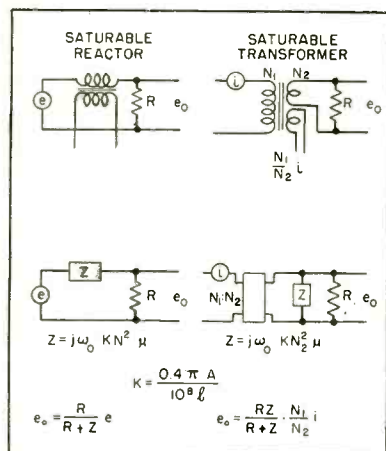 SATURABLE REACTOR
SATURABLE TRANSFORMER
e
R
e₀
i
N₁
N₂
R
e₀
N₁/N₂ i
e
Z
R
e₀
Z = jω₀ KN² μ
i
N₁:N₂
Z
R
e₀
Z = jω₀ KN₂² μ
K = 0.4 π A / 10⁸ ℓ
e₀ = R / R + Z e
e₀ = RZ / R + Z · N₁ / N₂ i